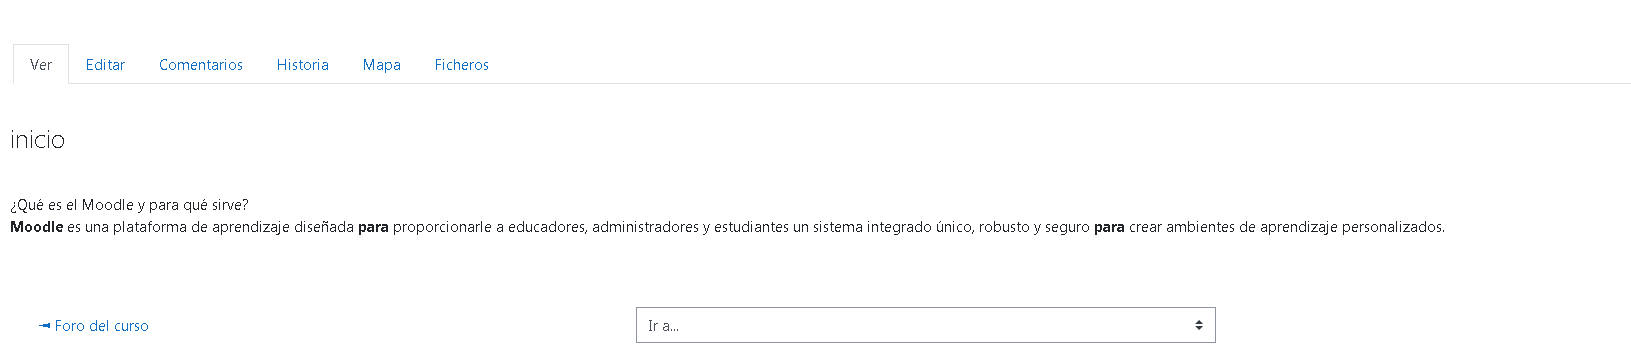 Ver Editar Comentarios Historia Mapa Ficheros
inicio
¿Qué es el Moodle y para qué sirve?
Moodle es una plataforma de aprendizaje diseñada para proporcionarle a educadores, administradores y estudiantes un sistema integrado único, robusto y seguro para crear ambientes de aprendizaje personalizados.
Foro del curso Ir a...